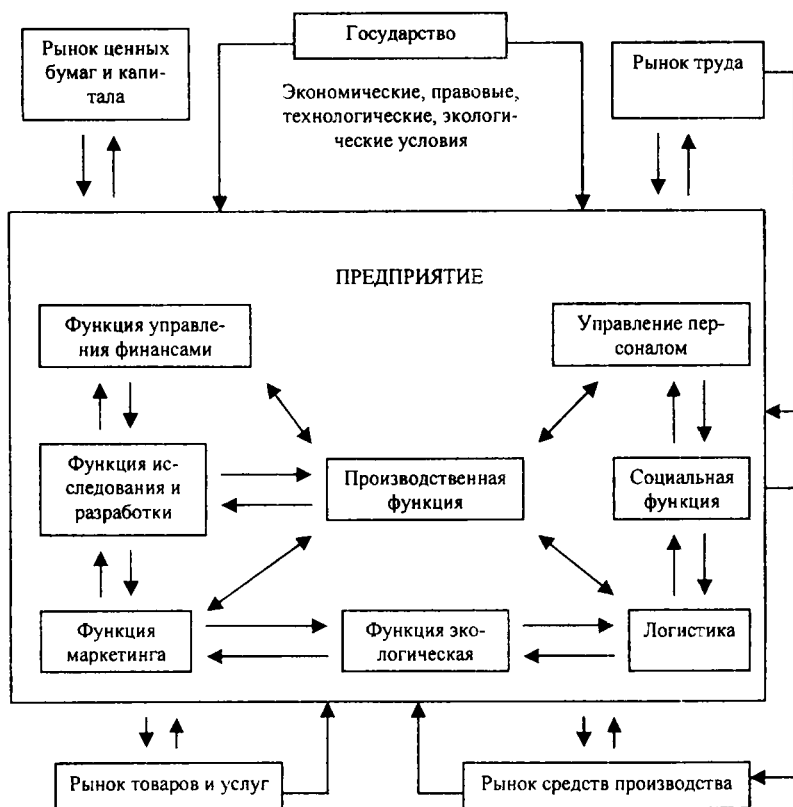 Государство
Рынок ценных
бумаг и капи-
тала
Рынок труда
Экономические, правовые,
технологические, экологи-
ческие условия
ПРЕДПРИЯТИЕ
Функция управле-
ния финансами
Управление пер-
соналом
Функция ис-
следования и
разработки
Производственная
функция
Социальная
функция
Функция
маркетинга
Функция эко-
логическая
Логистика
Рынок товаров и услуг
Рынок средств производства